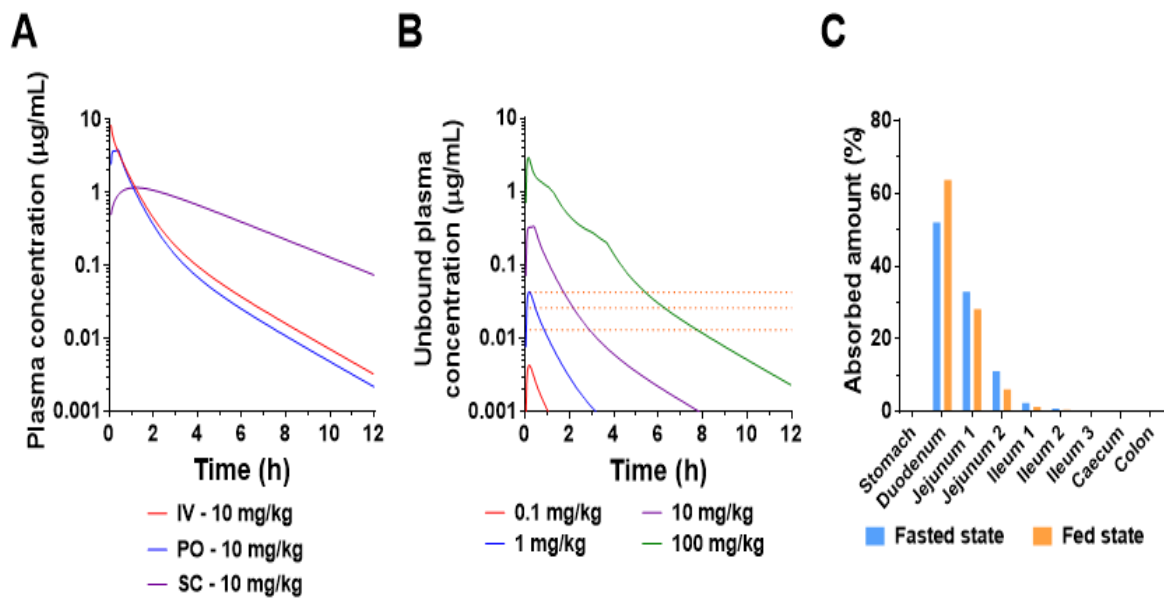 A
Plasma concentration (µg/mL)
10
1
0.1
0.01
0.001
0 2 4 6 8 10 12
Time (h)
IV - 10 mg/kg
PO - 10 mg/kg
SC - 10 mg/kg
B
Unbound plasma
concentration (µg/mL)
10
1
0.1
0.01
0.001
0 2 4 6 8 10 12
Time (h)
0.1 mg/kg 10 mg/kg
1 mg/kg 100 mg/kg
C
Absorbed amount (%)
80
60
40
20
0
Stomach
Duodenum
Jejunum 1
Jejunum 2
Ileum 1
Ileum 2
Ileum 3
Caecum
Colon
Fasted state Fed state